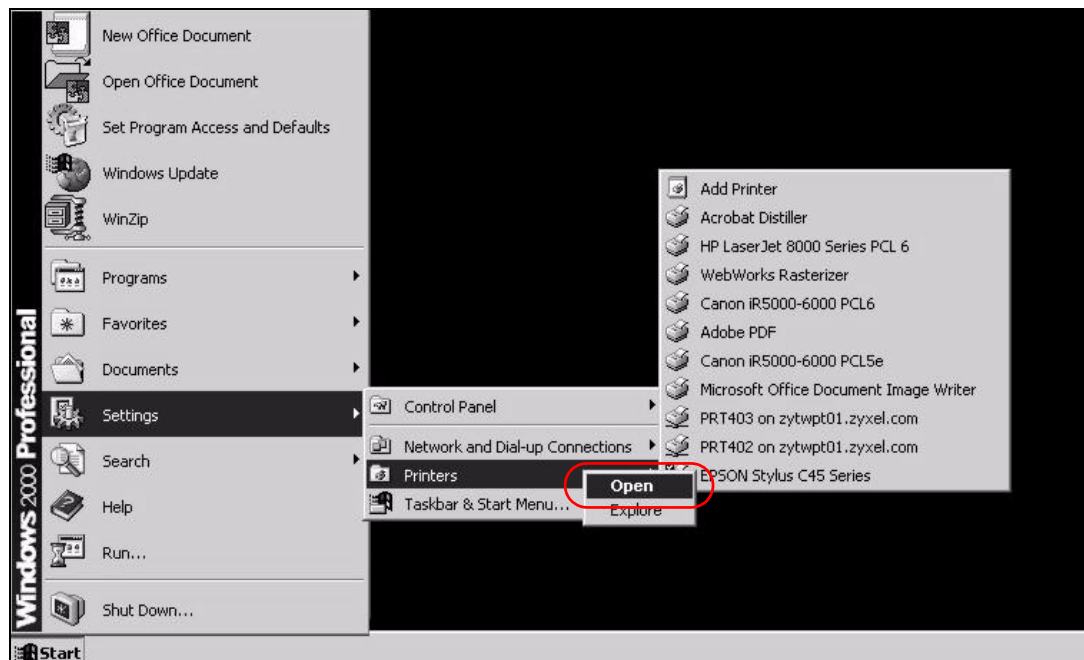 New Office Document
Open Office Document
Set Program Access and Defaults
Windows Update
WinZip
Programs
Favorites
Documents
Settings
Search
Help
Run...
Shut Down...
Windows 2000 Professional
Start
Control Panel
Network and Dial-up Connections
Printers
Taskbar & Start Menu...
Open
Explore
Add Printer
Acrobat Distiller
HP LaserJet 8000 Series PCL 6
WebWorks Rasterizer
Canon iR5000-6000 PCL6
Adobe PDF
Canon iR5000-6000 PCL5e
Microsoft Office Document Image Writer
PRT403 on zytwpt01.zyxel.com
PRT402 on zytwpt01.zyxel.com
EPSON Stylus C45 Series